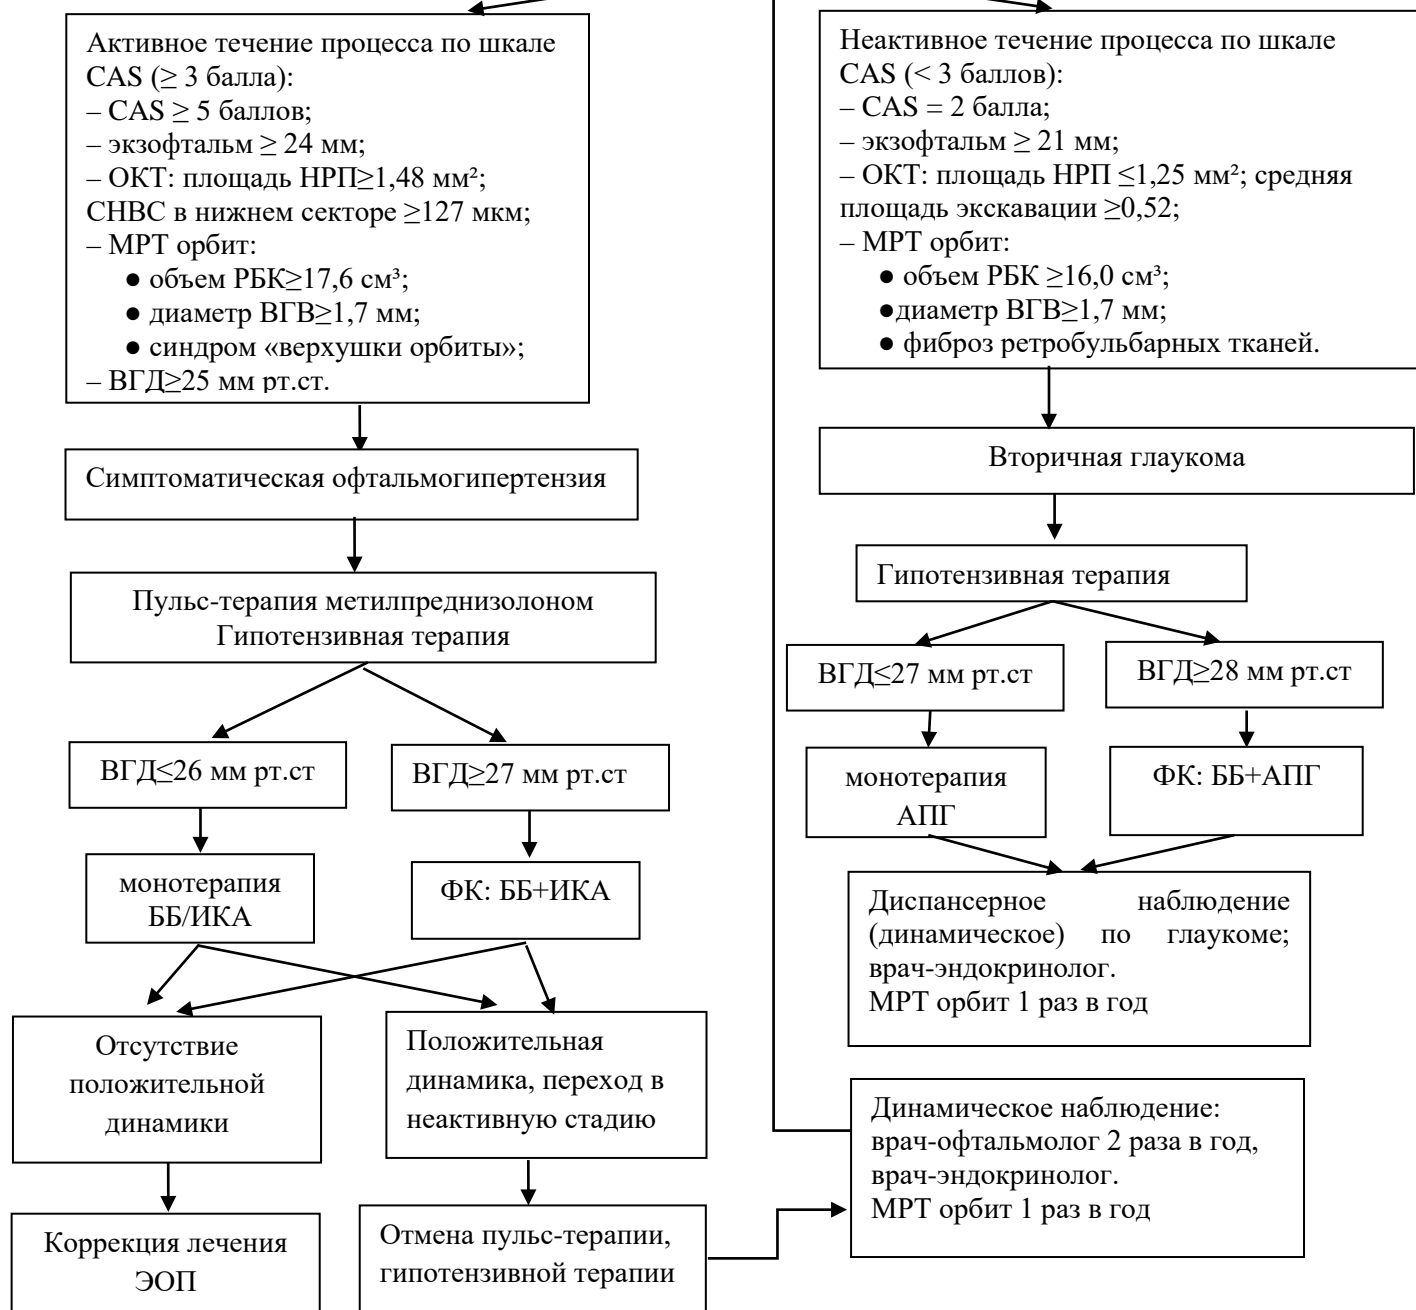 Активное течение процесса по шкале
CAS (≥ 3 балла):
– CAS ≥ 5 баллов;
– экзофтальм ≥ 24 мм;
– ОКТ: площадь НРП≥1,48 мм²;
СНВС в нижнем секторе ≥127 мкм;
– МРТ орбит:
● объем РБК≥17,6 см³;
● диаметр ВГВ≥1,7 мм;
● синдром «верхушки орбиты»;
– ВГД≥25 мм рт.ст.
Неактивное течение процесса по шкале
CAS (< 3 баллов):
– CAS = 2 балла;
– экзофтальм ≥ 21 мм;
– ОКТ: площадь НРП ≤1,25 мм²; средняя
площадь экскавации ≥0,52;
– МРТ орбит:
● объем РБК ≥16,0 см³;
●диаметр ВГВ≥1,7 мм;
● фиброз ретробульбарных тканей.
Симптоматическая офтальмогипертензия
Вторичная глаукома
Пульс-терапия метилпреднизолоном
Гипотензивная терапия
Гипотензивная терапия
ВГД≤26 мм рт.ст
ВГД≥27 мм рт.ст
ВГД≤27 мм рт.ст
ВГД≥28 мм рт.ст
монотерапия
ББ/ИКА
ФК: ББ+ИКА
монотерапия
АПГ
ФК: ББ+АПГ
Диспансерное наблюдение
(динамическое) по глаукоме;
врач-эндокринолог.
МРТ орбит 1 раз в год
Отсутствие
положительной
динамики
Положительная
динамика, переход в
неактивную стадию
Динамическое наблюдение:
врач-офтальмолог 2 раза в год,
врач-эндокринолог.
МРТ орбит 1 раз в год
Коррекция лечения
ЭОП
Отмена пульс-терапии,
гипотензивной терапии